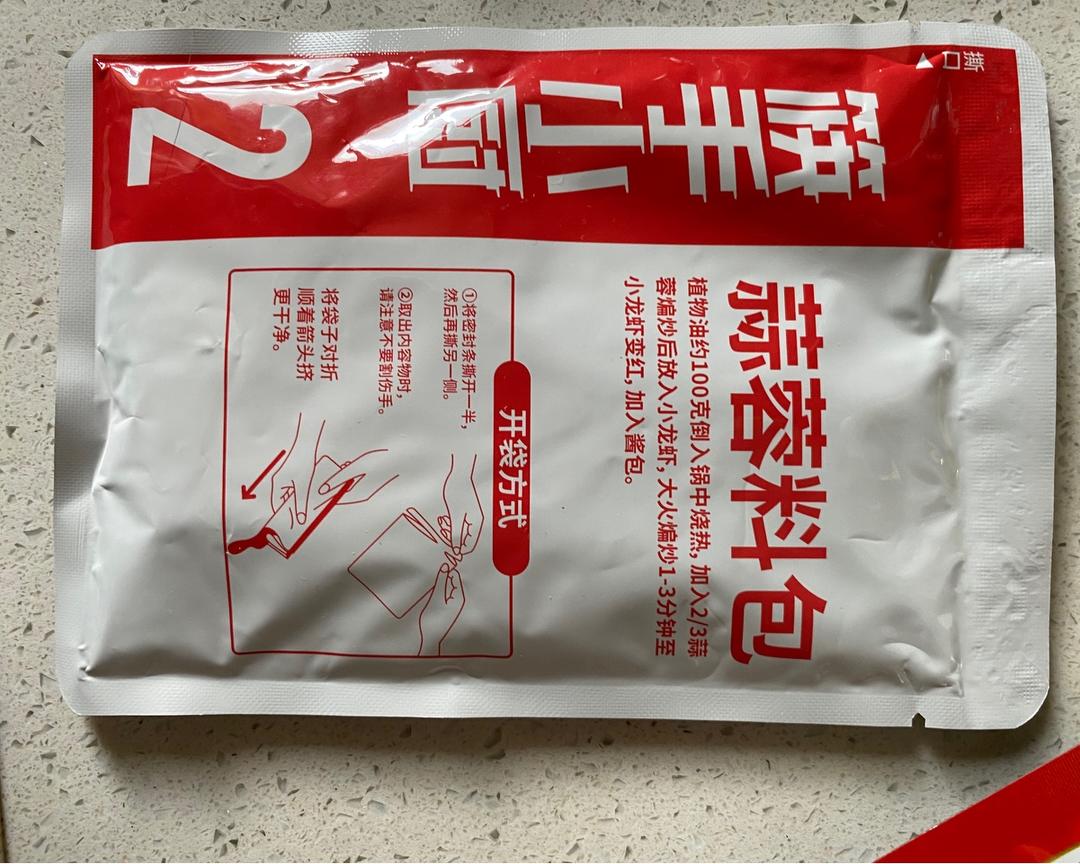 撕口
筷手小厨
2
蒜蓉料包
植物油约100克倒入锅中烧热,加入2/3蒜
蓉煸炒后放入小龙虾,大火煸炒1-3分钟至
小龙虾变红,加入酱包。
开袋方式
①将密封条撕开一半,
然后再撕另一侧。
②取出内容物时,
请注意不要割伤手。
将袋子对折
顺着箭头挤
更干净。